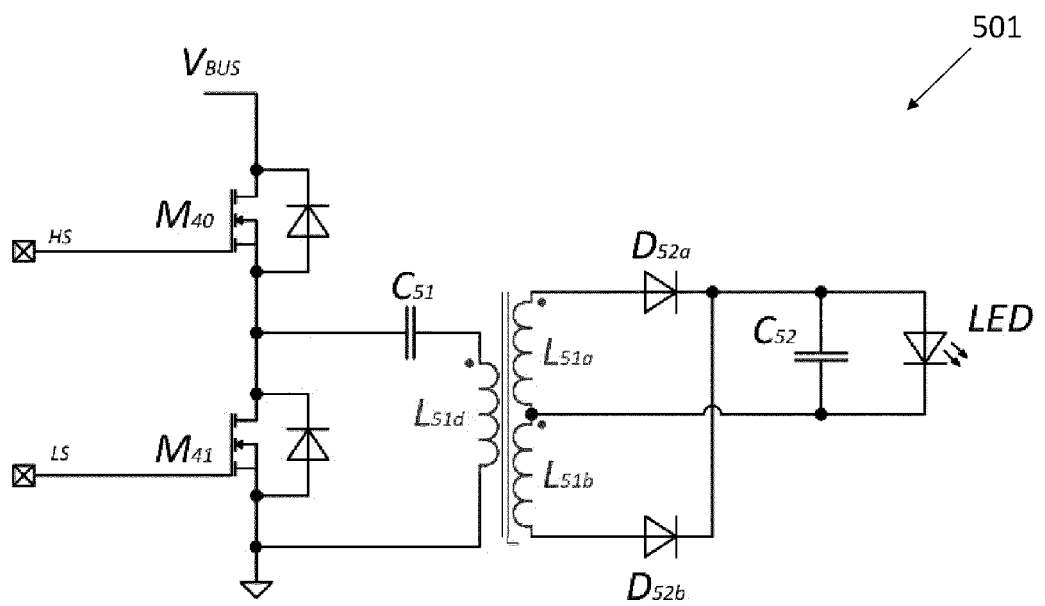 501
VBUS
HS
M40
C51
D52a
L51a
C52
LED
L51d
LS
M41
L51b
D52b